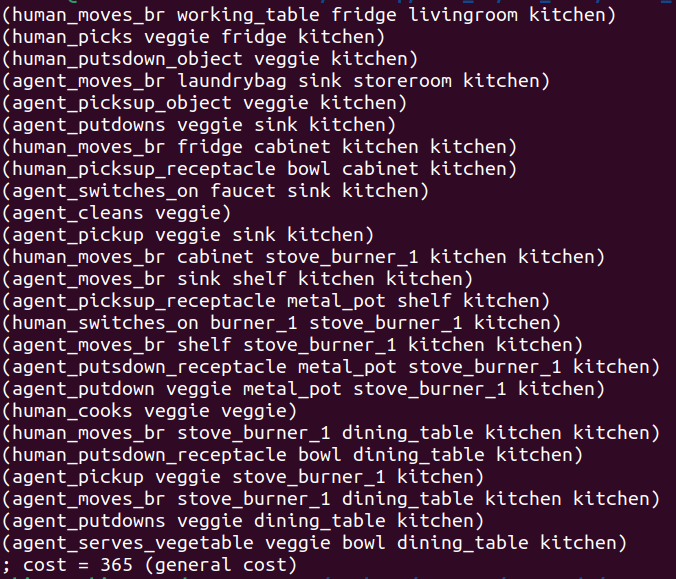 (human_moves_br working_table fridge livingroom kitchen)
(human_picks veggie fridge kitchen)
(human_putsdown_object veggie kitchen)
(agent_moves_br laundrybag sink storeroom kitchen)
(agent_picksup_object veggie kitchen)
(agent_putdowns veggie sink kitchen)
(human_moves_br fridge cabinet kitchen kitchen)
(human_picksup_receptacle bowl cabinet kitchen)
(agent_switches_on faucet sink kitchen)
(agent_cleans veggie)
(agent_pickup veggie sink kitchen)
(human_moves_br cabinet stove_burner_1 kitchen kitchen)
(agent_moves_br sink shelf kitchen kitchen)
(agent_picksup_receptacle metal_pot shelf kitchen)
(human_switches_on burner_1 stove_burner_1 kitchen)
(agent_moves_br shelf stove_burner_1 kitchen kitchen)
(agent_putsdown_receptacle metal_pot stove_burner_1 kitchen)
(agent_putdown veggie metal_pot stove_burner_1 kitchen)
(human_cooks veggie veggie)
(human_moves_br stove_burner_1 dining_table kitchen kitchen)
(human_putsdown_receptacle bowl dining_table kitchen)
(agent_pickup veggie stove_burner_1 kitchen)
(agent_moves_br stove_burner_1 dining_table kitchen kitchen)
(agent_putdowns veggie dining_table kitchen)
(agent_serves_vegetable veggie bowl dining_table kitchen)
; cost = 365 (general cost)